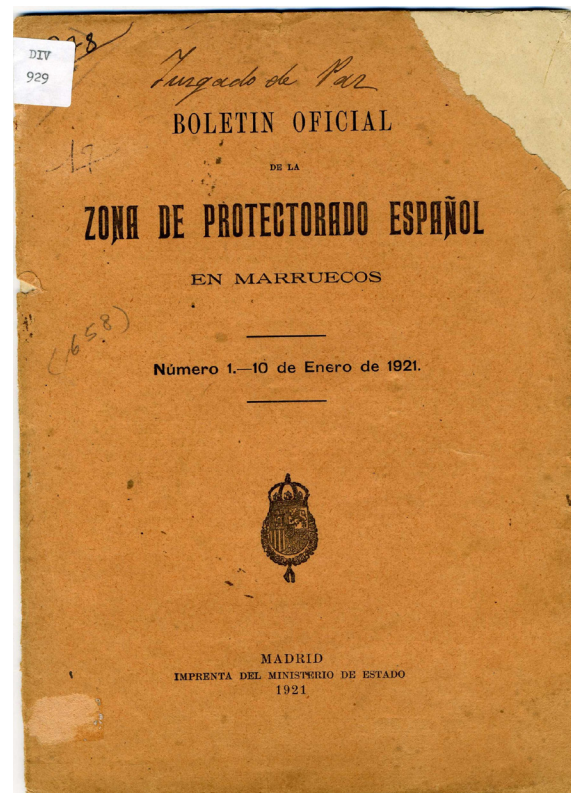 DIV
929
Juzgado de Paz
BOLETIN OFICIAL
DE LA
ZONA DE PROTECTORADO ESPAÑOL
EN MARRUECOS
(1658)
Número 1.—10 de Enero de 1921.
MADRID
IMPRENTA DEL MINISTERIO DE ESTADO
1921